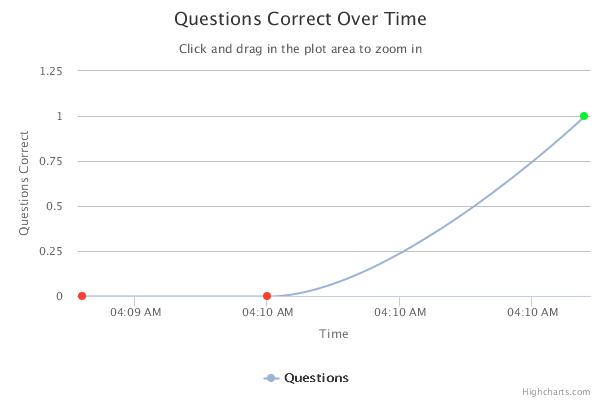 Questions Correct Over Time
Click and drag in the plot area to zoom in
Questions Correct
1.25
1
0.75
0.5
0.25
0
04:09 AM 04:10 AM 04:10 AM 04:10 AM
Time
Questions
Highcharts.com